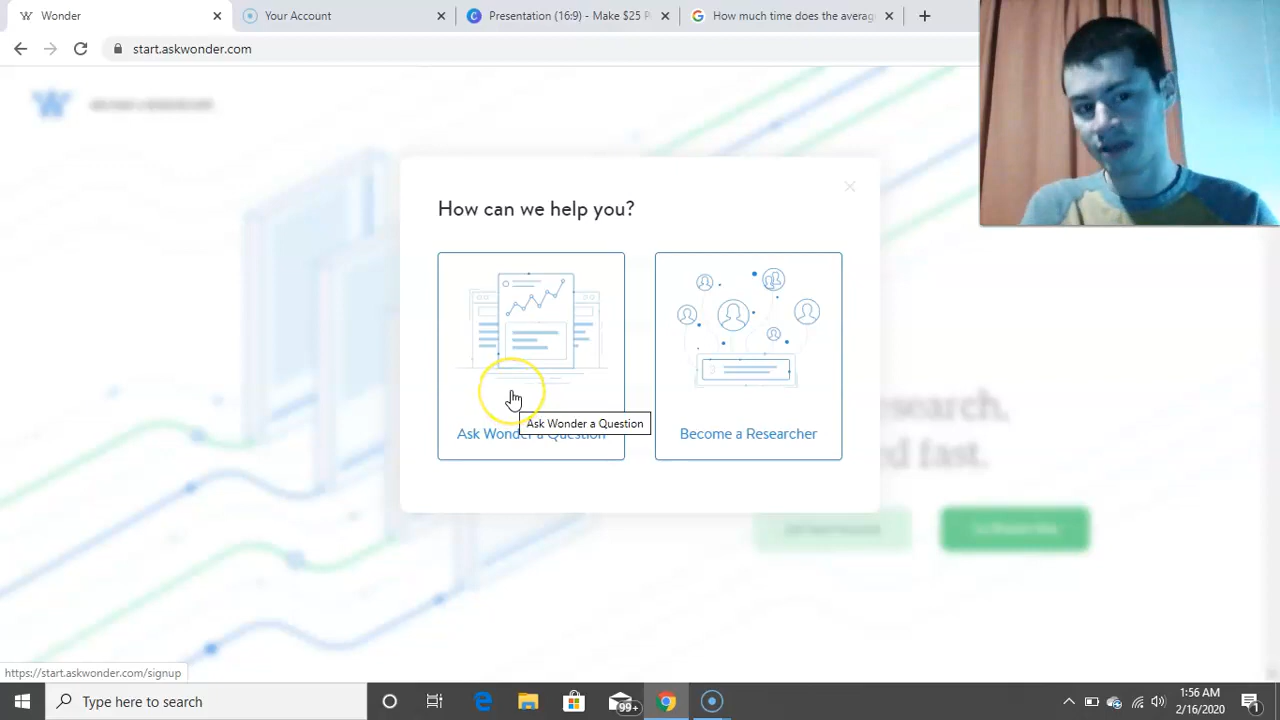 Wonder
Your Account
Presentation (16:9) - Make $25 P
How much time does the averag
start.askwonder.com
How can we help you?
Ask Wonder a Question
Ask Wonder a Question
Become a Researcher
https://start.askwonder.com/signup
Type here to search
99+
1:56 AM
2/16/2020
1